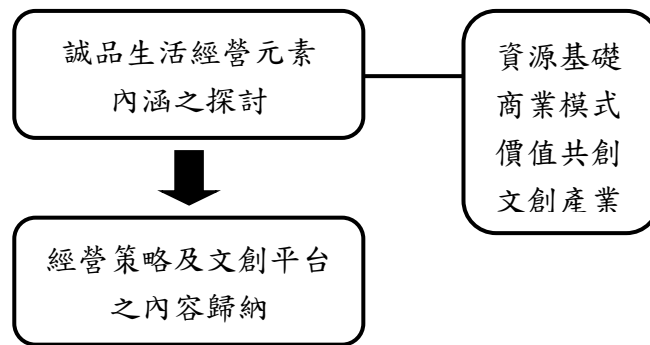 誠品生活經營元素
內涵之探討
資源基礎
商業模式
價值共創
文創產業
經營策略及文創平台
之內容歸納